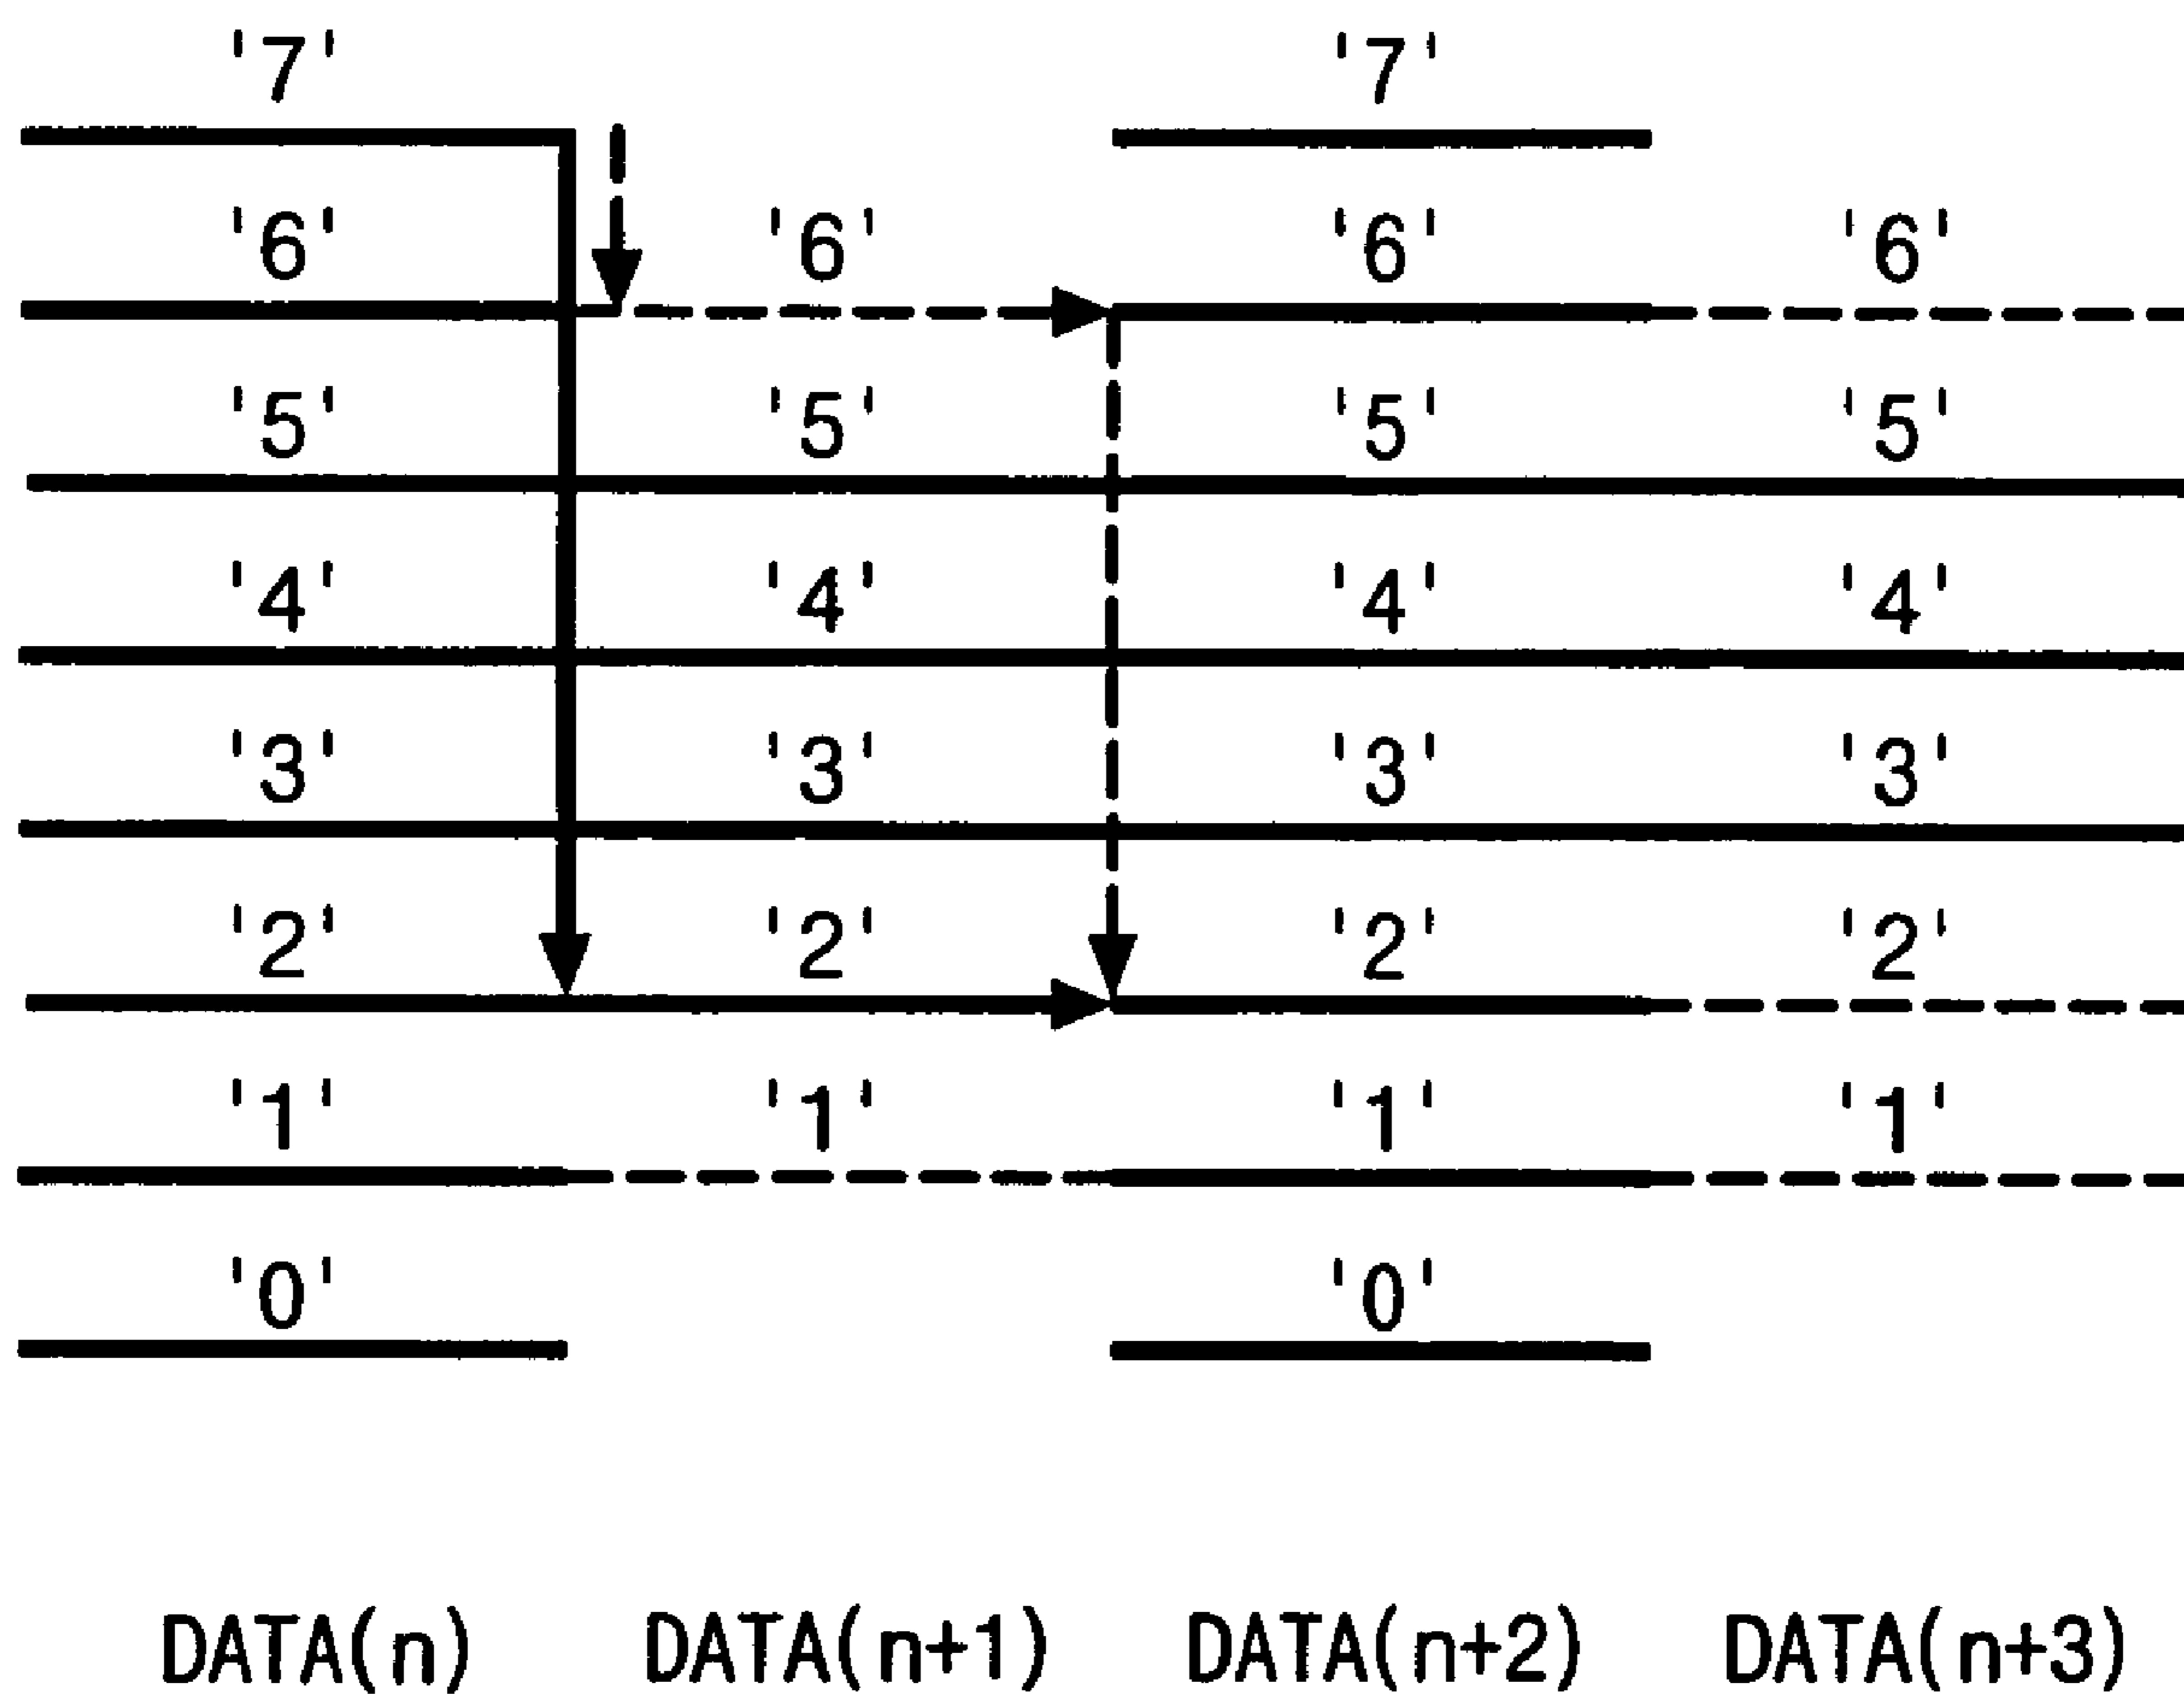 '7' '7'
'6' '6' '6' '6'
'5' '5' '5' '5'
'4' '4' '4' '4'
'3' '3' '3' '3'
'2' '2' '2' '2'
'1' '1' '1' '1'
'0' '0'
DATA(n) DATA(n+1) DATA(n+2) DATA(n+3)